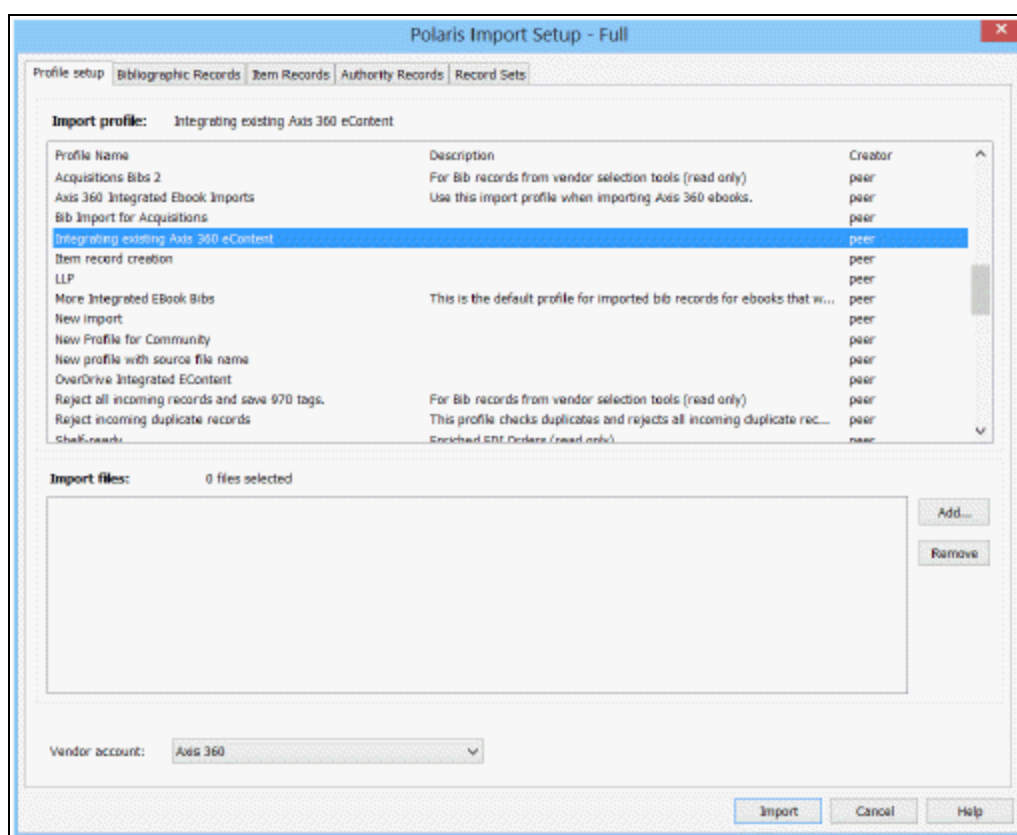 Polaris Import Setup - Full
Profile setup Bibliographic Records Item Records Authority Records Record Sets
Import profile: Integrating existing Axis 360 eContent
Profile Name Description Creator
Acquisitions Bibs 2 For Bib records from vendor selection tools (read only) peer
Axis 360 Integrated Ebook Imports Use this import profile when importing Axis 360 ebooks. peer
Bib Import for Acquisitions peer
Integrating existing Axis 360 eContent peer
Item record creation peer
LLP peer
More Integrated EBook Bibs This is the default profile for imported bib records for ebooks that w... peer
New import peer
New Profile for Community peer
New profile with source file name peer
OverDrive Integrated EContent peer
Reject all incoming records and save 970 tags. For Bib records from vendor selection tools (read only) peer
Reject incoming duplicate records This profile checks duplicates and rejects all incoming duplicate rec... peer
Shelf-ready Enriched EDI Orders (read only) peer
Import files: 0 files selected
Add...
Remove
Vendor account: Axis 360
Import Cancel Help